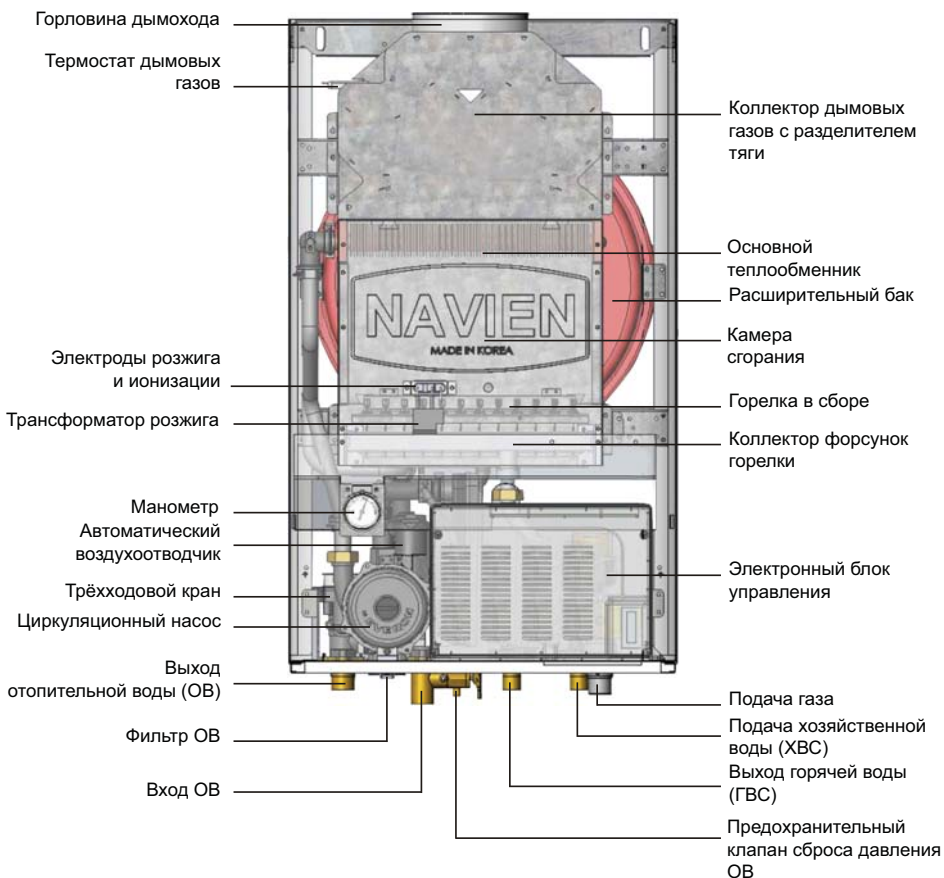 Горловина дымохода
Термостат дымовых
газов
Коллектор дымовых
газов с разделителем
тяги
Основной
теплообменник
Расширительный бак
NAVIEN
MADE IN KOREA
Камера
сгорания
Электроды розжига
и ионизации
Горелка в сборе
Трансформатор розжига
Коллектор форсунок
горелки
Манометр
Автоматический
воздухоотводчик
Электронный блок
управления
Трёхходовой кран
Циркуляционный насос
Выход
отопительной воды (ОВ)
Подача газа
Подача хозяйственной
воды (ХВС)
Фильтр ОВ
Выход горячей воды
(ГВС)
Вход ОВ
Предохранительный
клапан сброса давления
ОВ